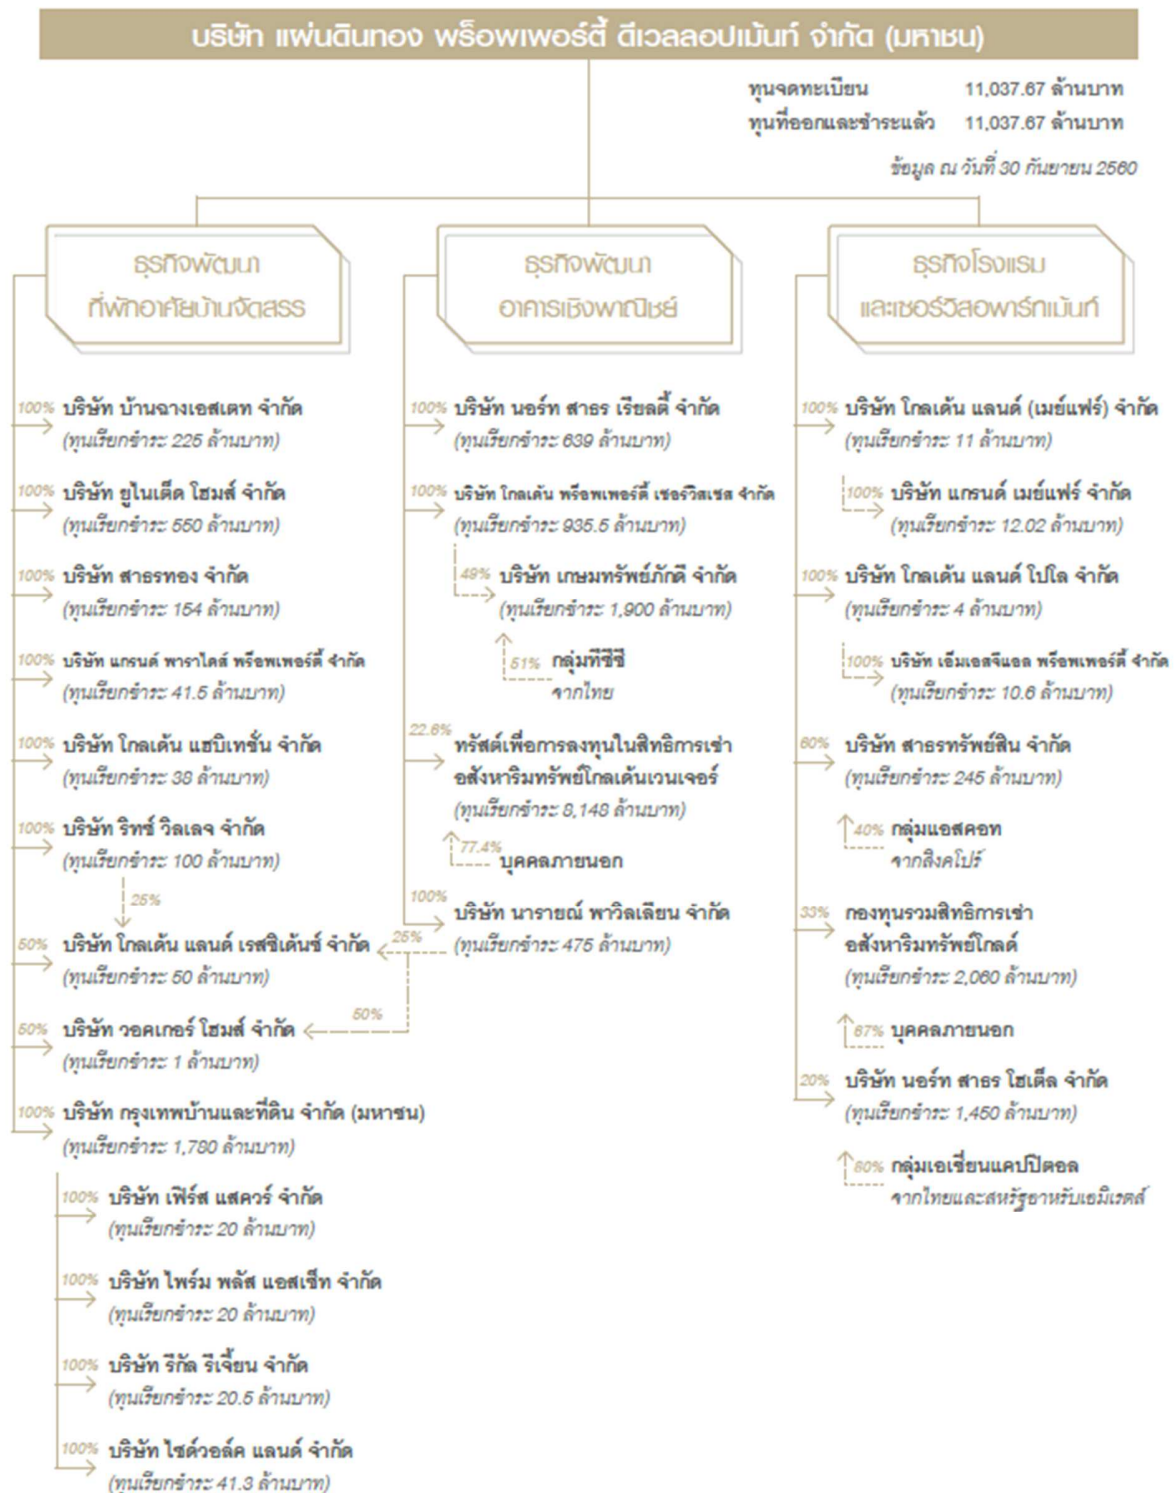 บริษัท แผ่นดินทอง พร็อพเพอร์ตี้ ดีเวลลอปเม้นท์ จำกัด (มหาชน)
ทุนจดทะเบียน 11,037.67 ล้านบาท
ทุนที่ออกและชำระแล้ว 11,037.67 ล้านบาท
ข้อมูล ณ วันที่ 30 กันยายน 2560
ธุรกิจพัฒนา
ที่พักอาศัยบ้านจัดสรร
100% บริษัท บ้านฉางเอสเตท จำกัด
(ทุนเรียกชำระ 225 ล้านบาท)
100% บริษัท ยูไนเต็ด โฮมส์ จำกัด
(ทุนเรียกชำระ 550 ล้านบาท)
100% บริษัท สาธรทอง จำกัด
(ทุนเรียกชำระ 154 ล้านบาท)
100% บริษัท แกรนด์ พาราไดส์ พร็อพเพอร์ตี้ จำกัด
(ทุนเรียกชำระ 41.5 ล้านบาท)
100% บริษัท โกลเด้น แฮบิเทชั่น จำกัด
(ทุนเรียกชำระ 38 ล้านบาท)
100% บริษัท ริทซ์ วิลเลจ จำกัด
(ทุนเรียกชำระ 100 ล้านบาท)
25%
50% บริษัท โกลเด้น แลนด์ เรสซิเด้นซ์ จำกัด 25%
(ทุนเรียกชำระ 50 ล้านบาท)
50% บริษัท วอคเกอร์ โฮมส์ จำกัด 50%
(ทุนเรียกชำระ 1 ล้านบาท)
100% บริษัท กรุงเทพบ้านและที่ดิน จำกัด (มหาชน)
(ทุนเรียกชำระ 1,780 ล้านบาท)
100% บริษัท เฟิร์ส แสควร์ จำกัด
(ทุนเรียกชำระ 20 ล้านบาท)
100% บริษัท ไพร์ม พลัส แอสเซ็ท จำกัด
(ทุนเรียกชำระ 20 ล้านบาท)
100% บริษัท รีกัล รีเจี้ยน จำกัด
(ทุนเรียกชำระ 20.5 ล้านบาท)
100% บริษัท ไซด์วอล์ค แลนด์ จำกัด
(ทุนเรียกชำระ 41.3 ล้านบาท)
ธุรกิจพัฒนา
อาคารเชิงพาณิชย์
100% บริษัท นอร์ท สาธร เรียลตี้ จำกัด
(ทุนเรียกชำระ 639 ล้านบาท)
100% บริษัท โกลเด้น พร็อพเพอร์ตี้ เซอร์วิสเซส จำกัด
(ทุนเรียกชำระ 935.5 ล้านบาท)
49% บริษัท เกษมทรัพย์ภักดี จำกัด
(ทุนเรียกชำระ 1,900 ล้านบาท)
51% กลุ่มทีซีซี
จากไทย
22.6% ทรัสต์เพื่อการลงทุนในสิทธิการเช่า
อสังหาริมทรัพย์โกลเด้นเวนเจอร์
(ทุนเรียกชำระ 8,148 ล้านบาท)
77.4% บุคคลภายนอก
100% บริษัท นารายณ์ พาวิลเลียน จำกัด
(ทุนเรียกชำระ 475 ล้านบาท)
ธุรกิจโรงแรม
และเซอร์วิสอพาร์ทเม้นท์
100% บริษัท โกลเด้น แลนด์ (เมย์แฟร์) จำกัด
(ทุนเรียกชำระ 11 ล้านบาท)
100% บริษัท แกรนด์ เมย์แฟร์ จำกัด
(ทุนเรียกชำระ 12.02 ล้านบาท)
100% บริษัท โกลเด้น แลนด์ โปโล จำกัด
(ทุนเรียกชำระ 4 ล้านบาท)
100% บริษัท เอ็มเอสจีแอล พร็อพเพอร์ตี้ จำกัด
(ทุนเรียกชำระ 10.6 ล้านบาท)
60% บริษัท สาธรทรัพย์สิน จำกัด
(ทุนเรียกชำระ 245 ล้านบาท)
40% กลุ่มแอสคอท
จากสิงคโปร์
33% กองทุนรวมสิทธิการเช่า
อสังหาริมทรัพย์โกลด์
(ทุนเรียกชำระ 2,060 ล้านบาท)
67% บุคคลภายนอก
20% บริษัท นอร์ท สาธร โฮเต็ล จำกัด
(ทุนเรียกชำระ 1,450 ล้านบาท)
80% กลุ่มเอเชี่ยนแคปปิตอล
จากไทยและสหรัฐอาหรับเอมิเรตส์